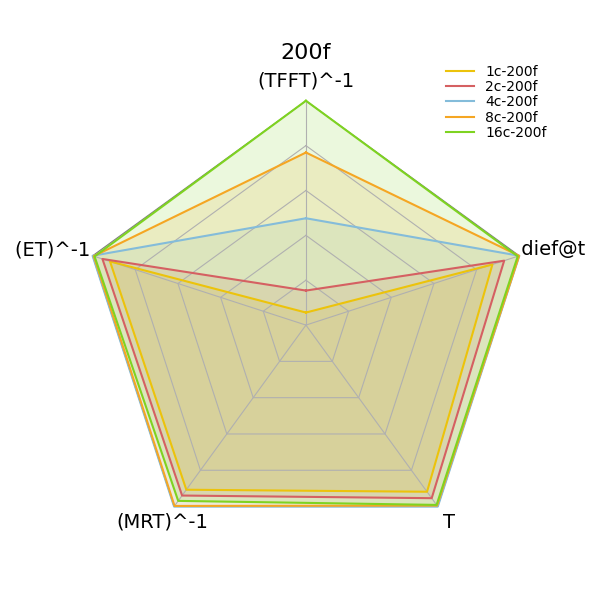 200f
(TFFT)^-1
1c-200f
2c-200f
4c-200f
8c-200f
16c-200f
(ET)^-1
dief@t
(MRT)^-1
T